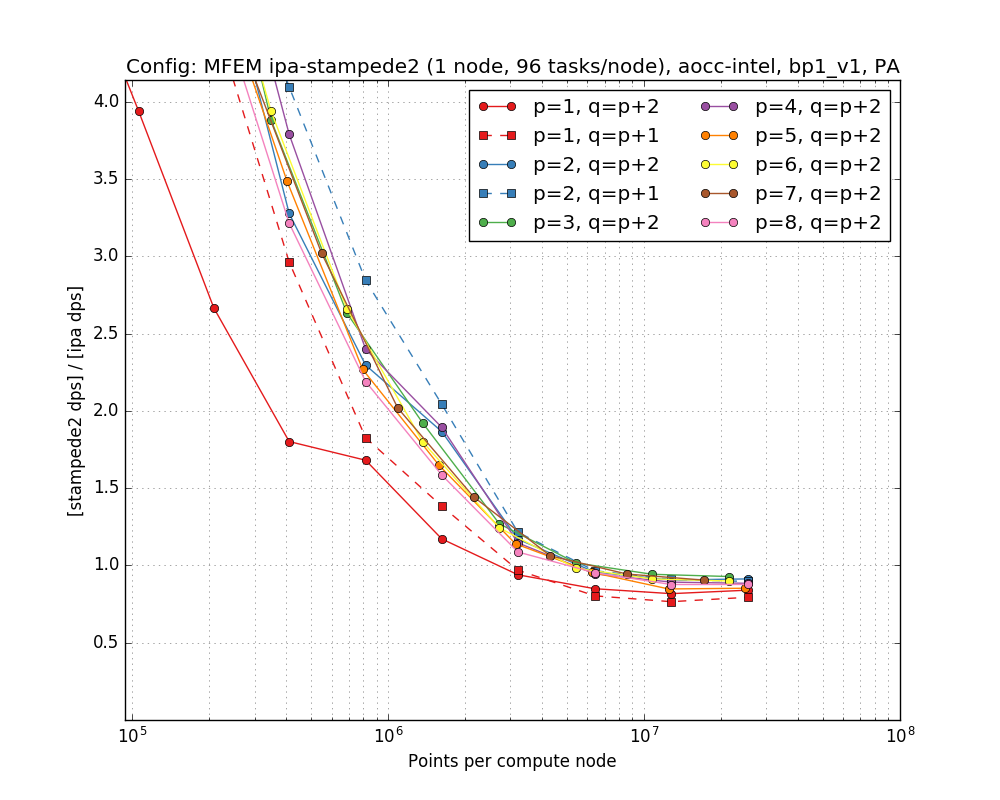 Config: MFEM ipa-stampede2 (1 node, 96 tasks/node), aocc-intel, bp1_v1, PA
p=1, q=p+2
p=1, q=p+1
p=2, q=p+2
p=2, q=p+1
p=3, q=p+2
p=4, q=p+2
p=5, q=p+2
p=6, q=p+2
p=7, q=p+2
p=8, q=p+2
[stampede2 dps] / [ipa dps]
4.0
3.5
3.0
2.5
2.0
1.5
1.0
0.5
10^5
10^6
10^7
10^8
Points per compute node